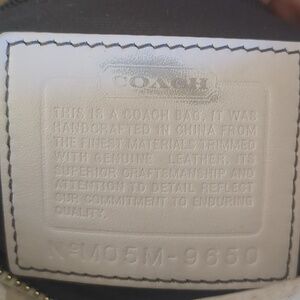 COACH
THIS IS A COACH BAG. IT WAS
HANDCRAFTED IN CHINA FROM
THE FINEST MATERIALS, TRIMMED
WITH GENUINE LEATHER. ITS
SUPERIOR CRAFTSMANSHIP AND
ATTENTION TO DETAIL REFLECT
OUR COMMITMENT TO ENDURING
QUALITY.
Nº M05M-9660